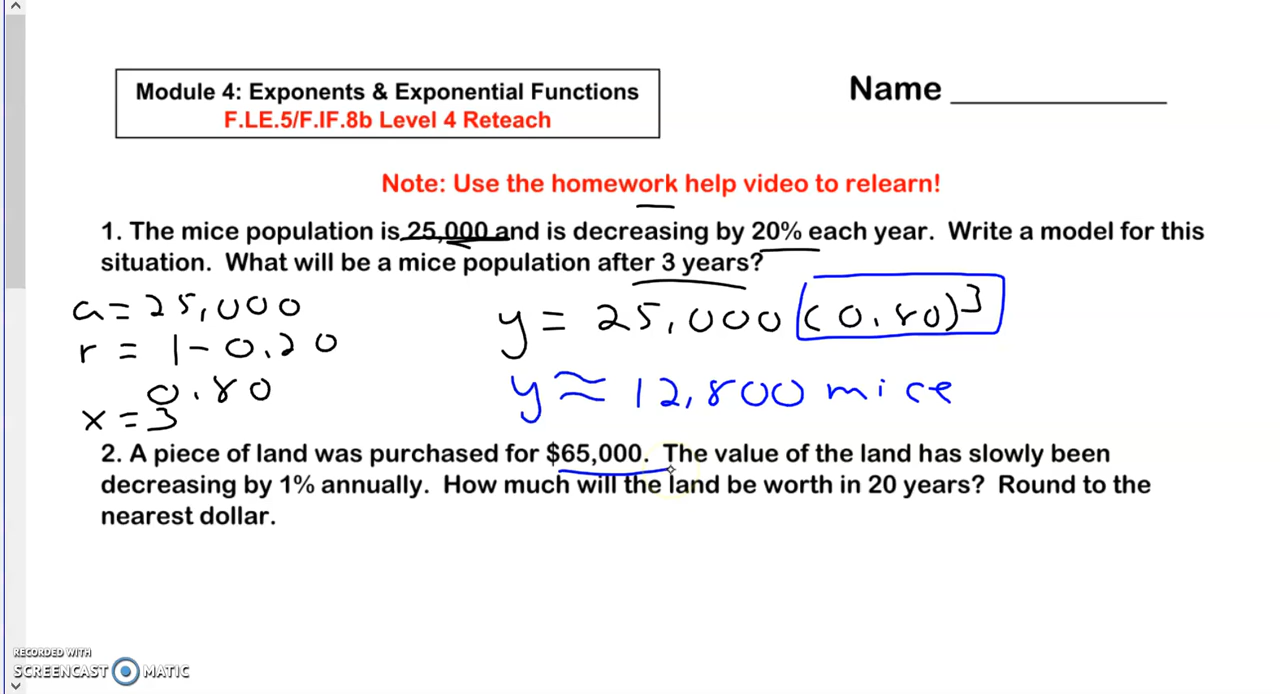 Module 4: Exponents & Exponential Functions
F.LE.5/F.IF.8b Level 4 Reteach
Name
Note: Use the homework help video to relearn!
1. The mice population is 25,000 and is decreasing by 20% each year. Write a model for this
situation. What will be a mice population after 3 years?
a = 25,000
r = 1 - 0.20
0.80
x = 3
y = 25,000 (0.80)^3
y ≈ 12,800 mice
2. A piece of land was purchased for $65,000. The value of the land has slowly been
decreasing by 1% annually. How much will the land be worth in 20 years? Round to the
nearest dollar.
RECORDED WITH
SCREENCAST MATIC